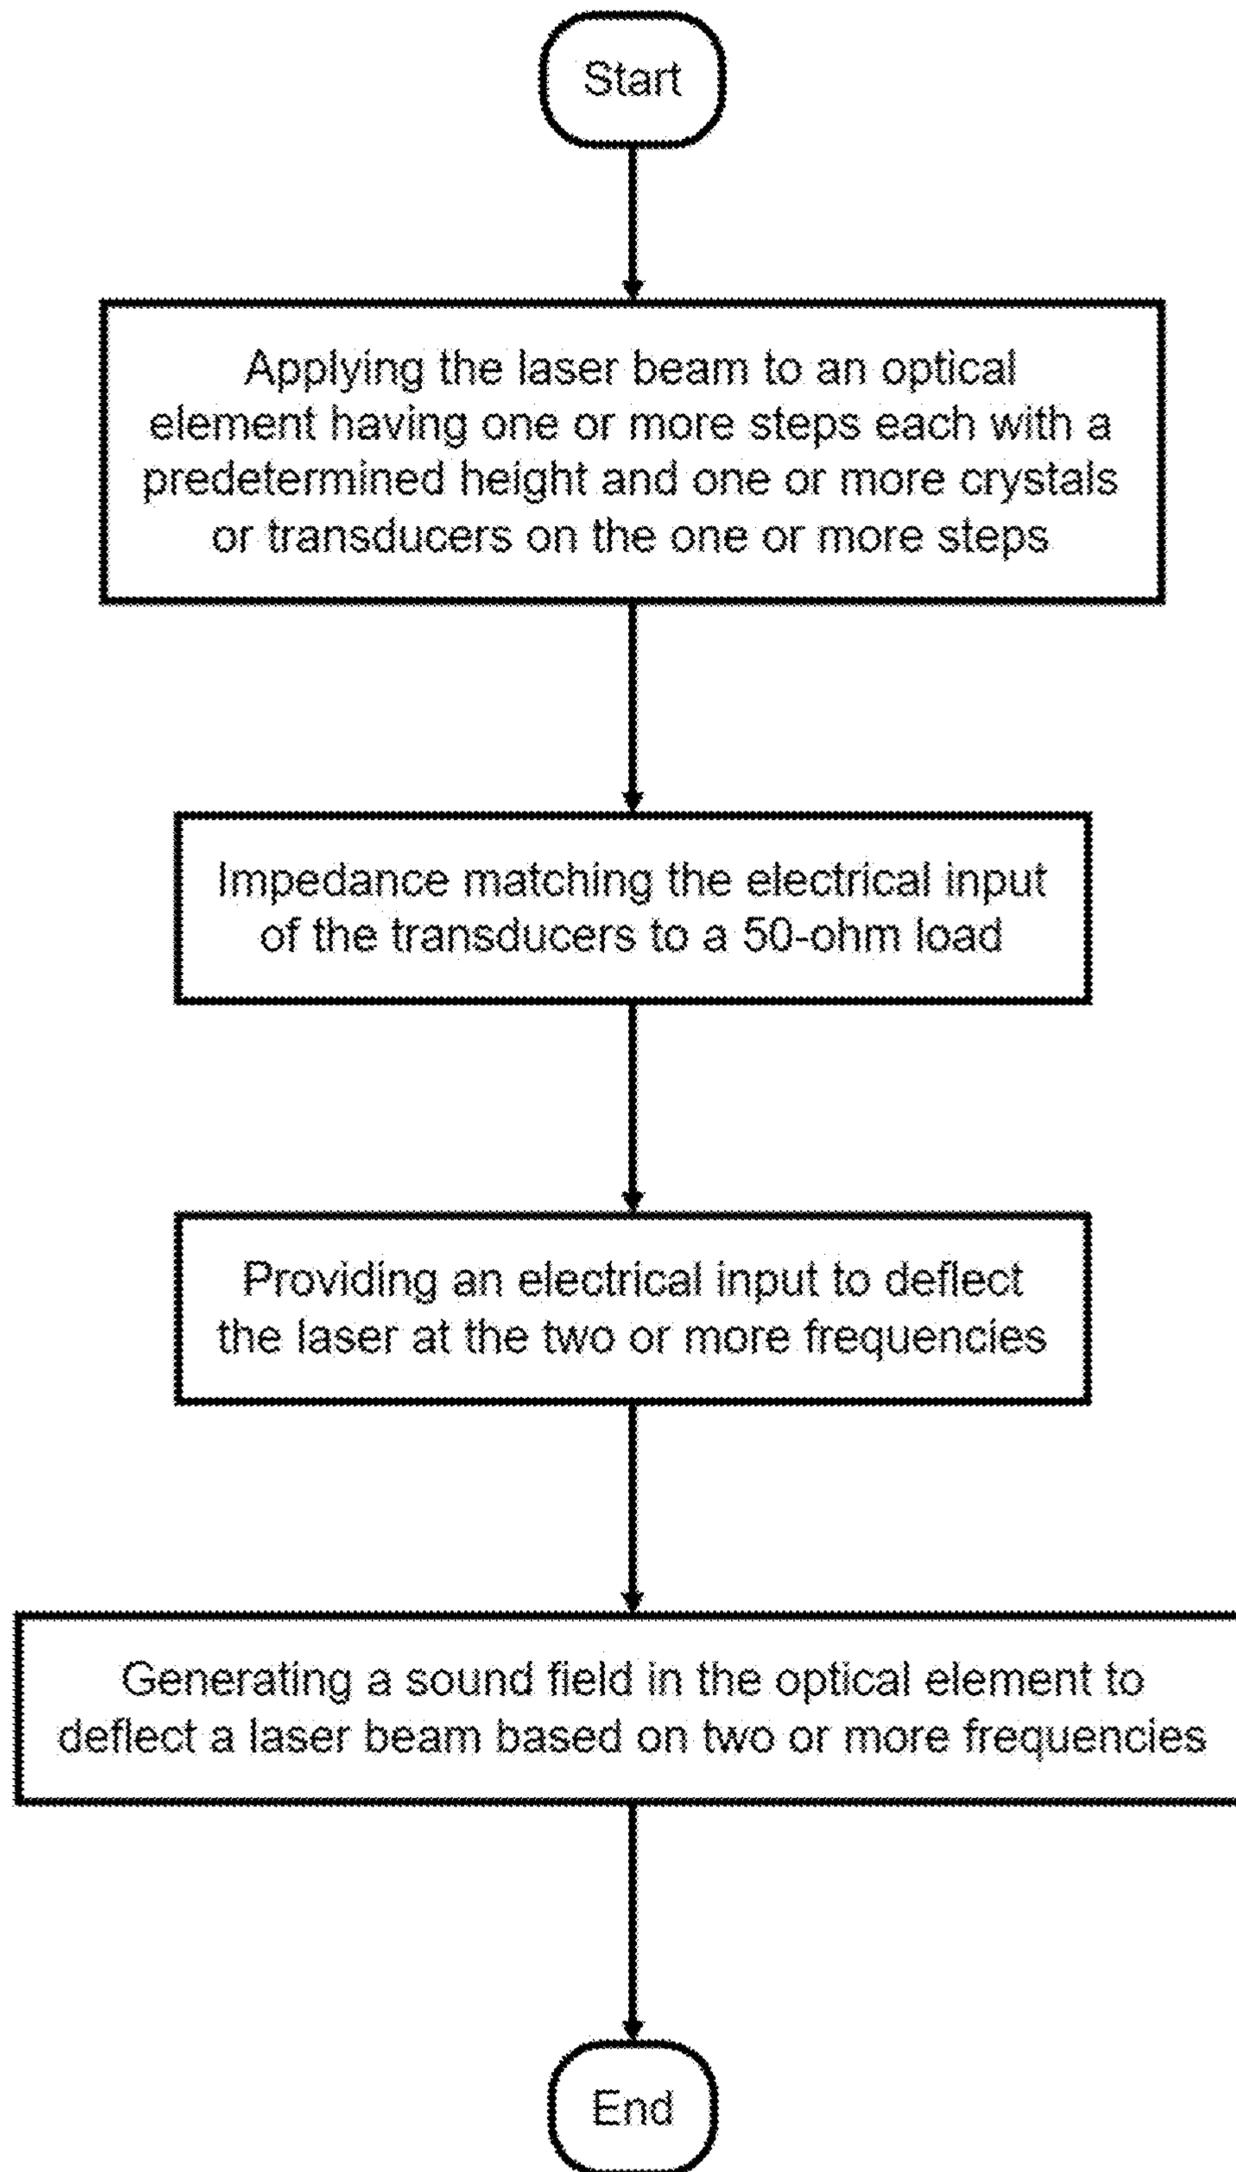 Start
Applying the laser beam to an optical
element having one or more steps each with a
predetermined height and one or more crystals
or transducers on the one or more steps
Impedance matching the electrical input
of the transducers to a 50-ohm load
Providing an electrical input to deflect
the laser at the two or more frequencies
Generating a sound field in the optical element to
deflect a laser beam based on two or more frequencies
End